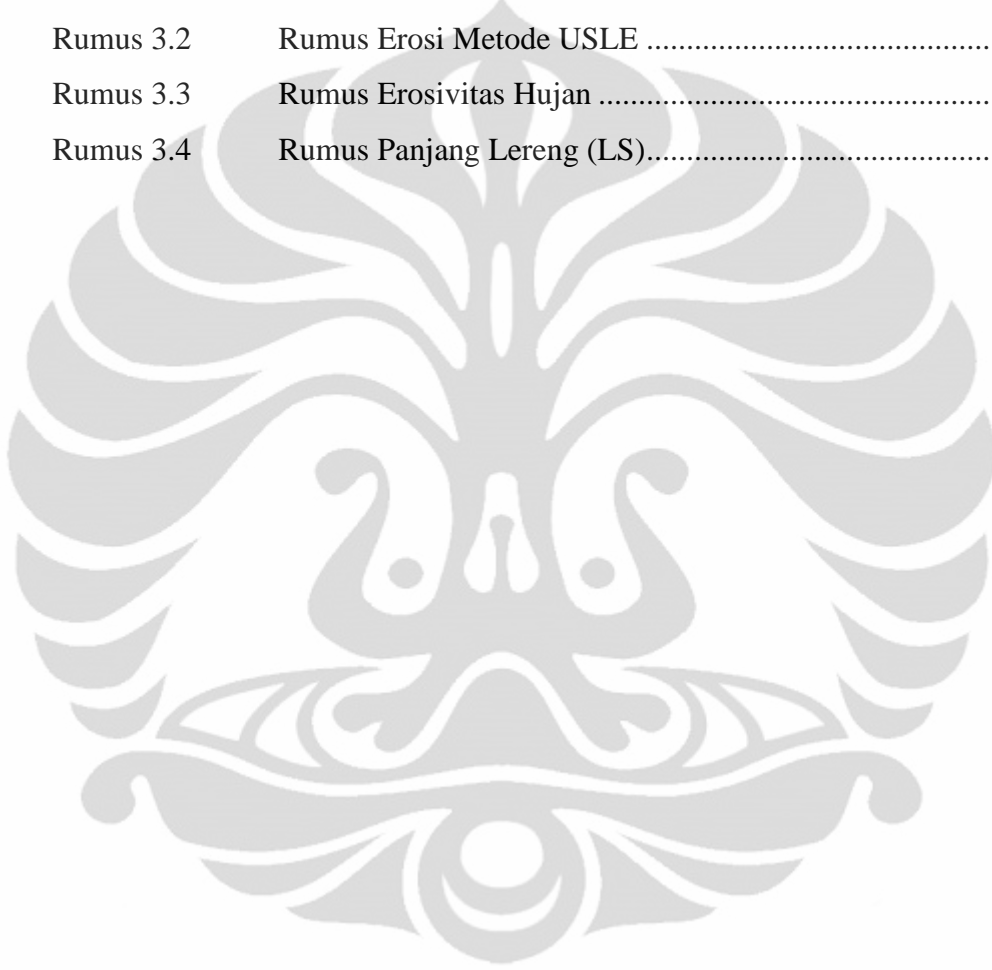 Rumus 3.2 Rumus Erosi Metode USLE ........................................
Rumus 3.3 Rumus Erosivitas Hujan ..............................................
Rumus 3.4 Rumus Panjang Lereng (LS)........................................